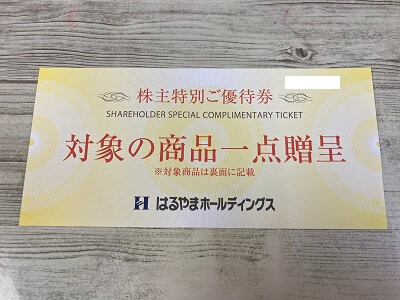 株主特別ご優待券
SHAREHOLDER SPECIAL COMPLIMENTARY TICKET
対象の商品一点贈呈
※対象商品は裏面に記載
はるやまホールディングス